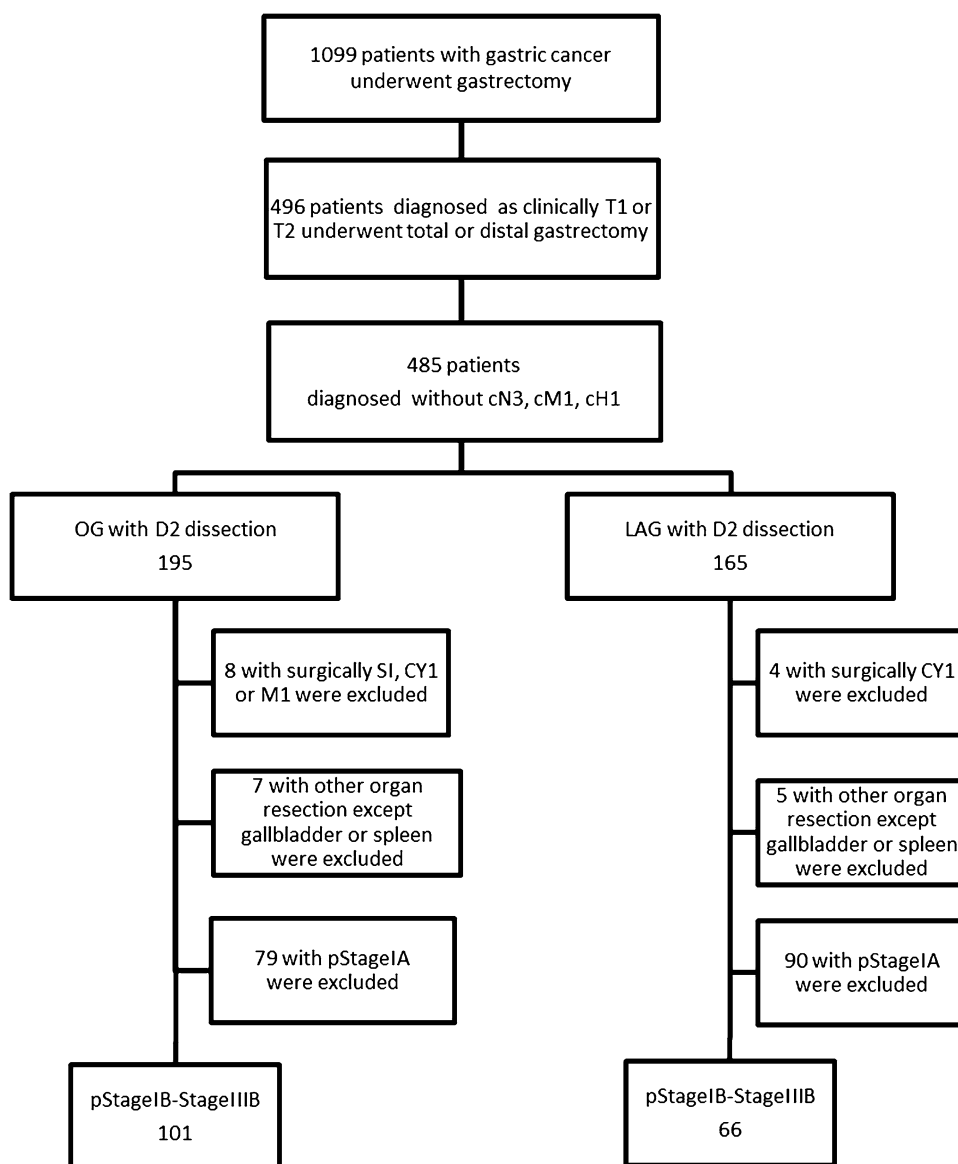 1099 patients with gastric cancer
underwent gastrectomy
496 patients diagnosed as clinically T1 or
T2 underwent total or distal gastrectomy
485 patients
diagnosed without cN3, cM1, cH1
OG with D2 dissection
195
LAG with D2 dissection
165
8 with surgically SI, CY1
or M1 were excluded
4 with surgically CY1
were excluded
7 with other organ
resection except
gallbladder or spleen
were excluded
5 with other organ
resection except
gallbladder or spleen
were excluded
79 with pStageIA
were excluded
90 with pStageIA
were excluded
pStageIB-StageIIIB
101
pStageIB-StageIIIB
66